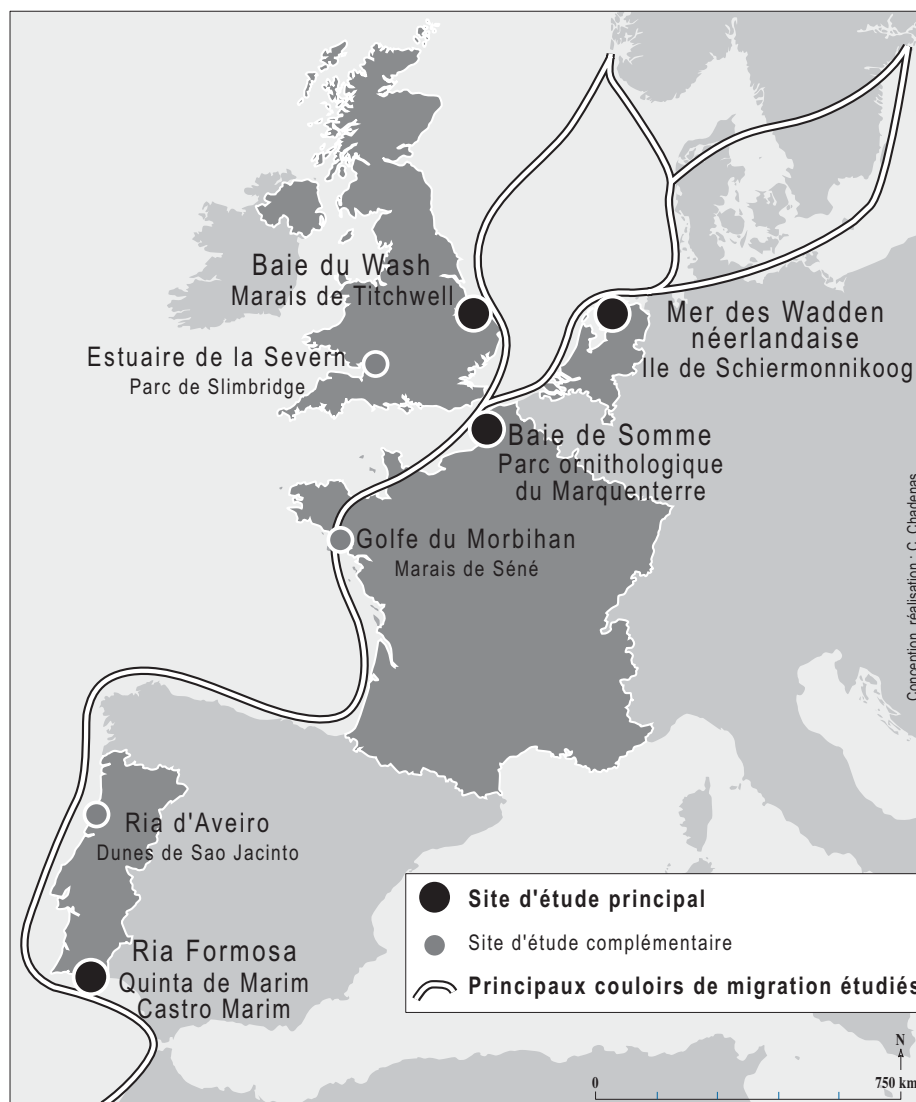 Baie du Wash
Marais de Titchwell
Mer des Wadden
néerlandaise
Ile de Schiermonnikoog
Estuaire de la Severn
Parc de Slimbridge
Baie de Somme
Parc ornithologique
du Marquenterre
Golfe du Morbihan
Marais de Séné
Conception, réalisation : C. Chadenas
Ria d'Aveiro
Dunes de Sao Jacinto
Ria Formosa
Quinta de Marim
Castro Marim
Site d'étude principal
Site d'étude complémentaire
Principaux couloirs de migration étudiés
N
0
750 km